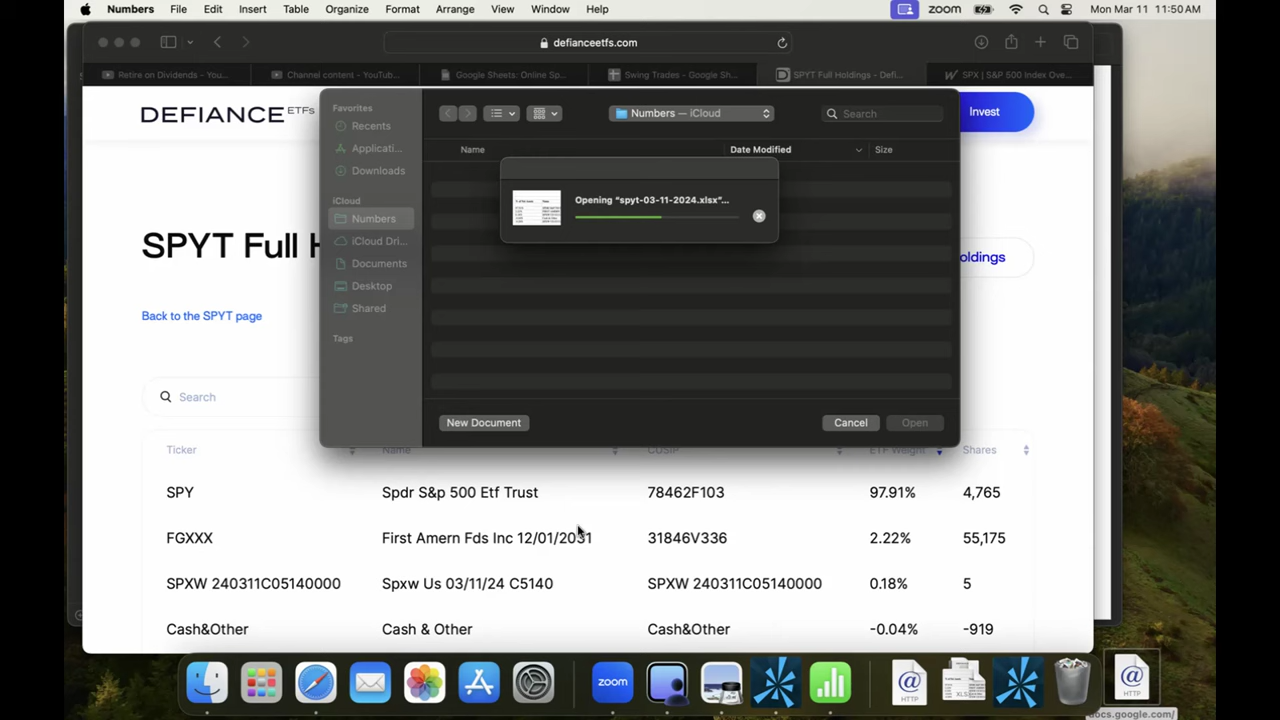 Numbers File Edit Insert Table Organize Format Arrange View Window Help zoom Mon Mar 11 11:50 AM
defianceetfs.com
Retire on Dividends - You... Channel content - YouTub... Google Sheets: Online Sp... Swing Trades - Google Sh... SPYT Full Holdings - Defi... SPX | S&P 500 Index Ove...
DEFIANCE ETFs
Invest
Favorites
Recents
Applicati...
Downloads
iCloud
Numbers
iCloud Dri...
Documents
Desktop
Shared
Tags
Numbers — iCloud
Search
Name Date Modified Size
Opening “spyt-03-11-2024.xlsx”...
New Document Cancel Open
SPYT Full H
oldings
Back to the SPYT page
Search
Ticker Name CUSIP ETF Weight Shares
SPY Spdr S&p 500 Etf Trust 78462F103 97.91% 4,765
FGXXX First Amern Fds Inc 12/01/2031 31846V336 2.22% 55,175
SPXW 240311C05140000 Spxw Us 03/11/24 C5140 SPXW 240311C05140000 0.18% 5
Cash&Other Cash & Other Cash&Other -0.04% -919
zoom
HTTP
XLS
HTTP
docs.google.com/